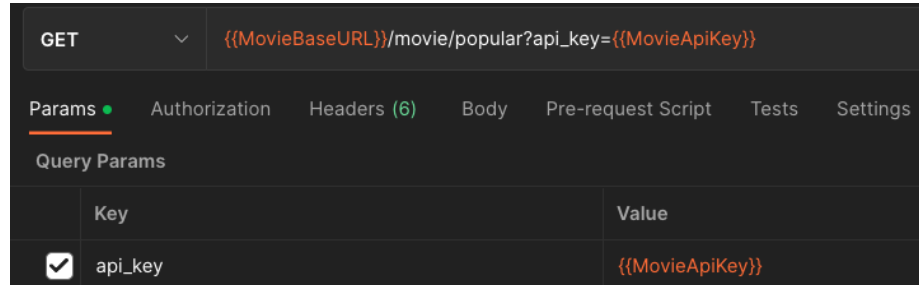 GET {{MovieBaseURL}}/movie/popular?api_key={{MovieApiKey}}
Params Authorization Headers (6) Body Pre-request Script Tests Settings
Query Params
Key Value
api_key {{MovieApiKey}}